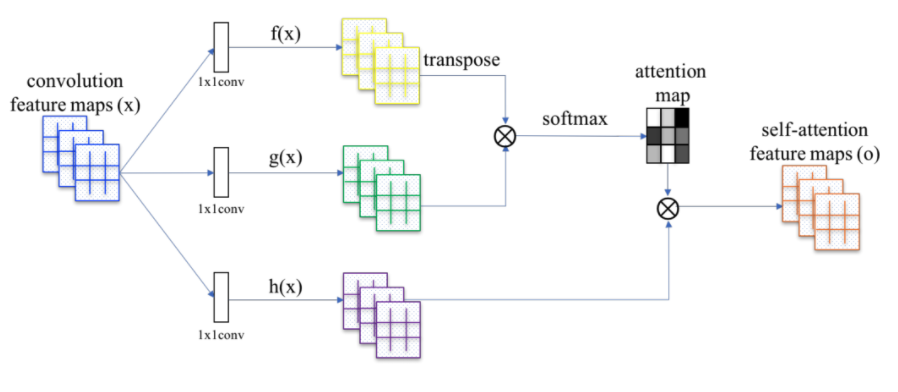 convolution
feature maps (x)
f(x)
1x1conv
transpose
g(x)
1x1conv
h(x)
1x1conv
softmax
attention
map
self-attention
feature maps (o)